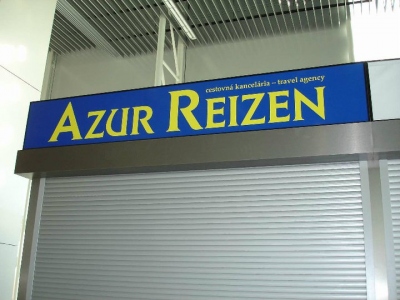 cestovná kancelária – travel agency
AZUR REIZEN